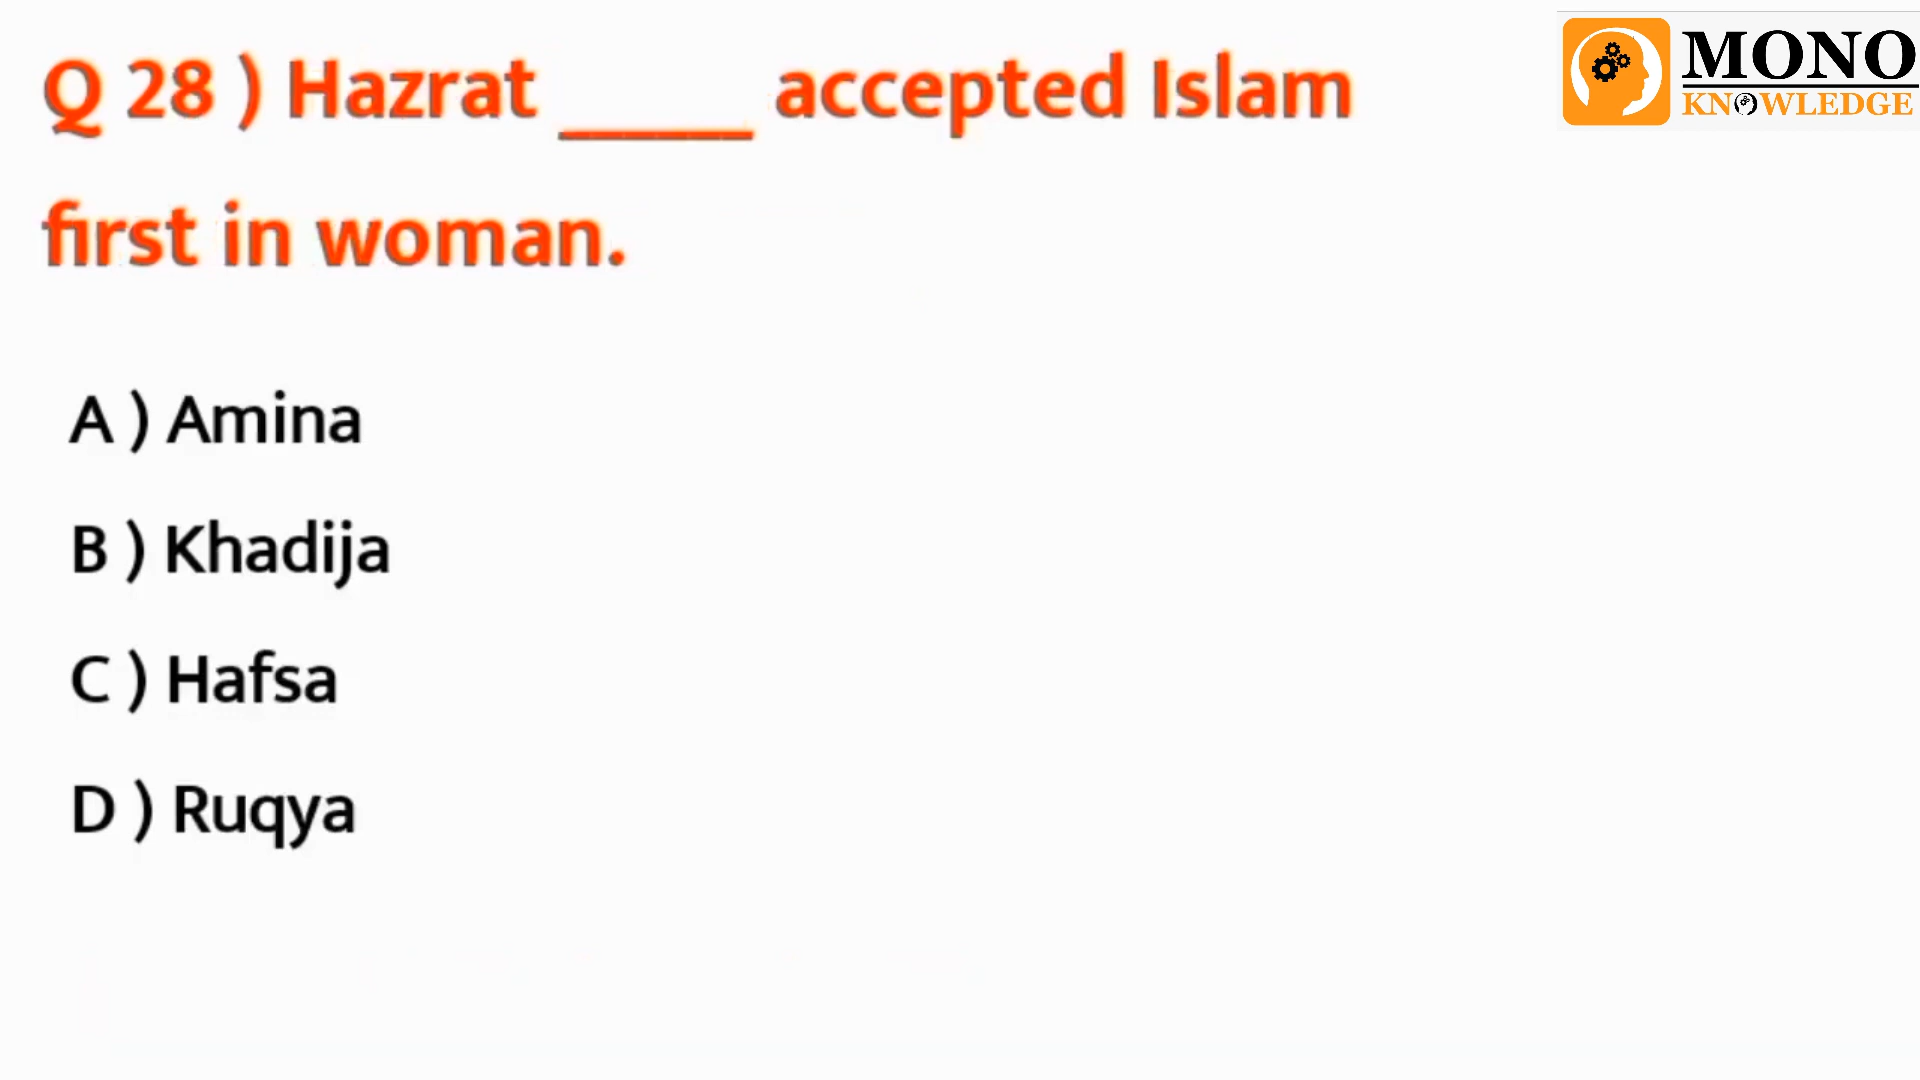 Q 28 ) Hazrat _____ accepted Islam
first in woman.
A ) Amina
B ) Khadija
C ) Hafsa
D ) Ruqya
MONO
KNOWLEDGE